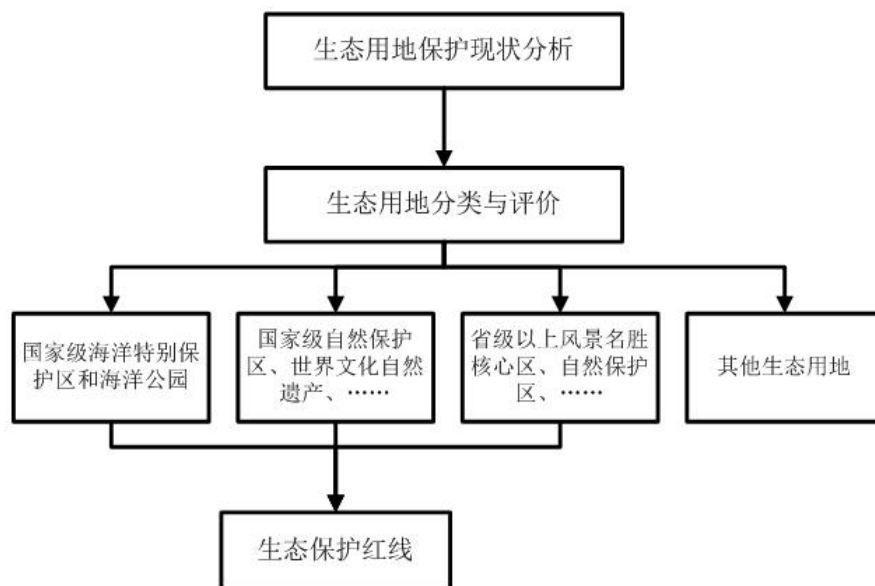 生态用地保护现状分析
生态用地分类与评价
国家级海洋特别保
护区和海洋公园
国家级自然保护
区、世界文化自然
遗产、……
省级以上风景名胜
核心区、自然保护
区、……
其他生态用地
生态保护红线